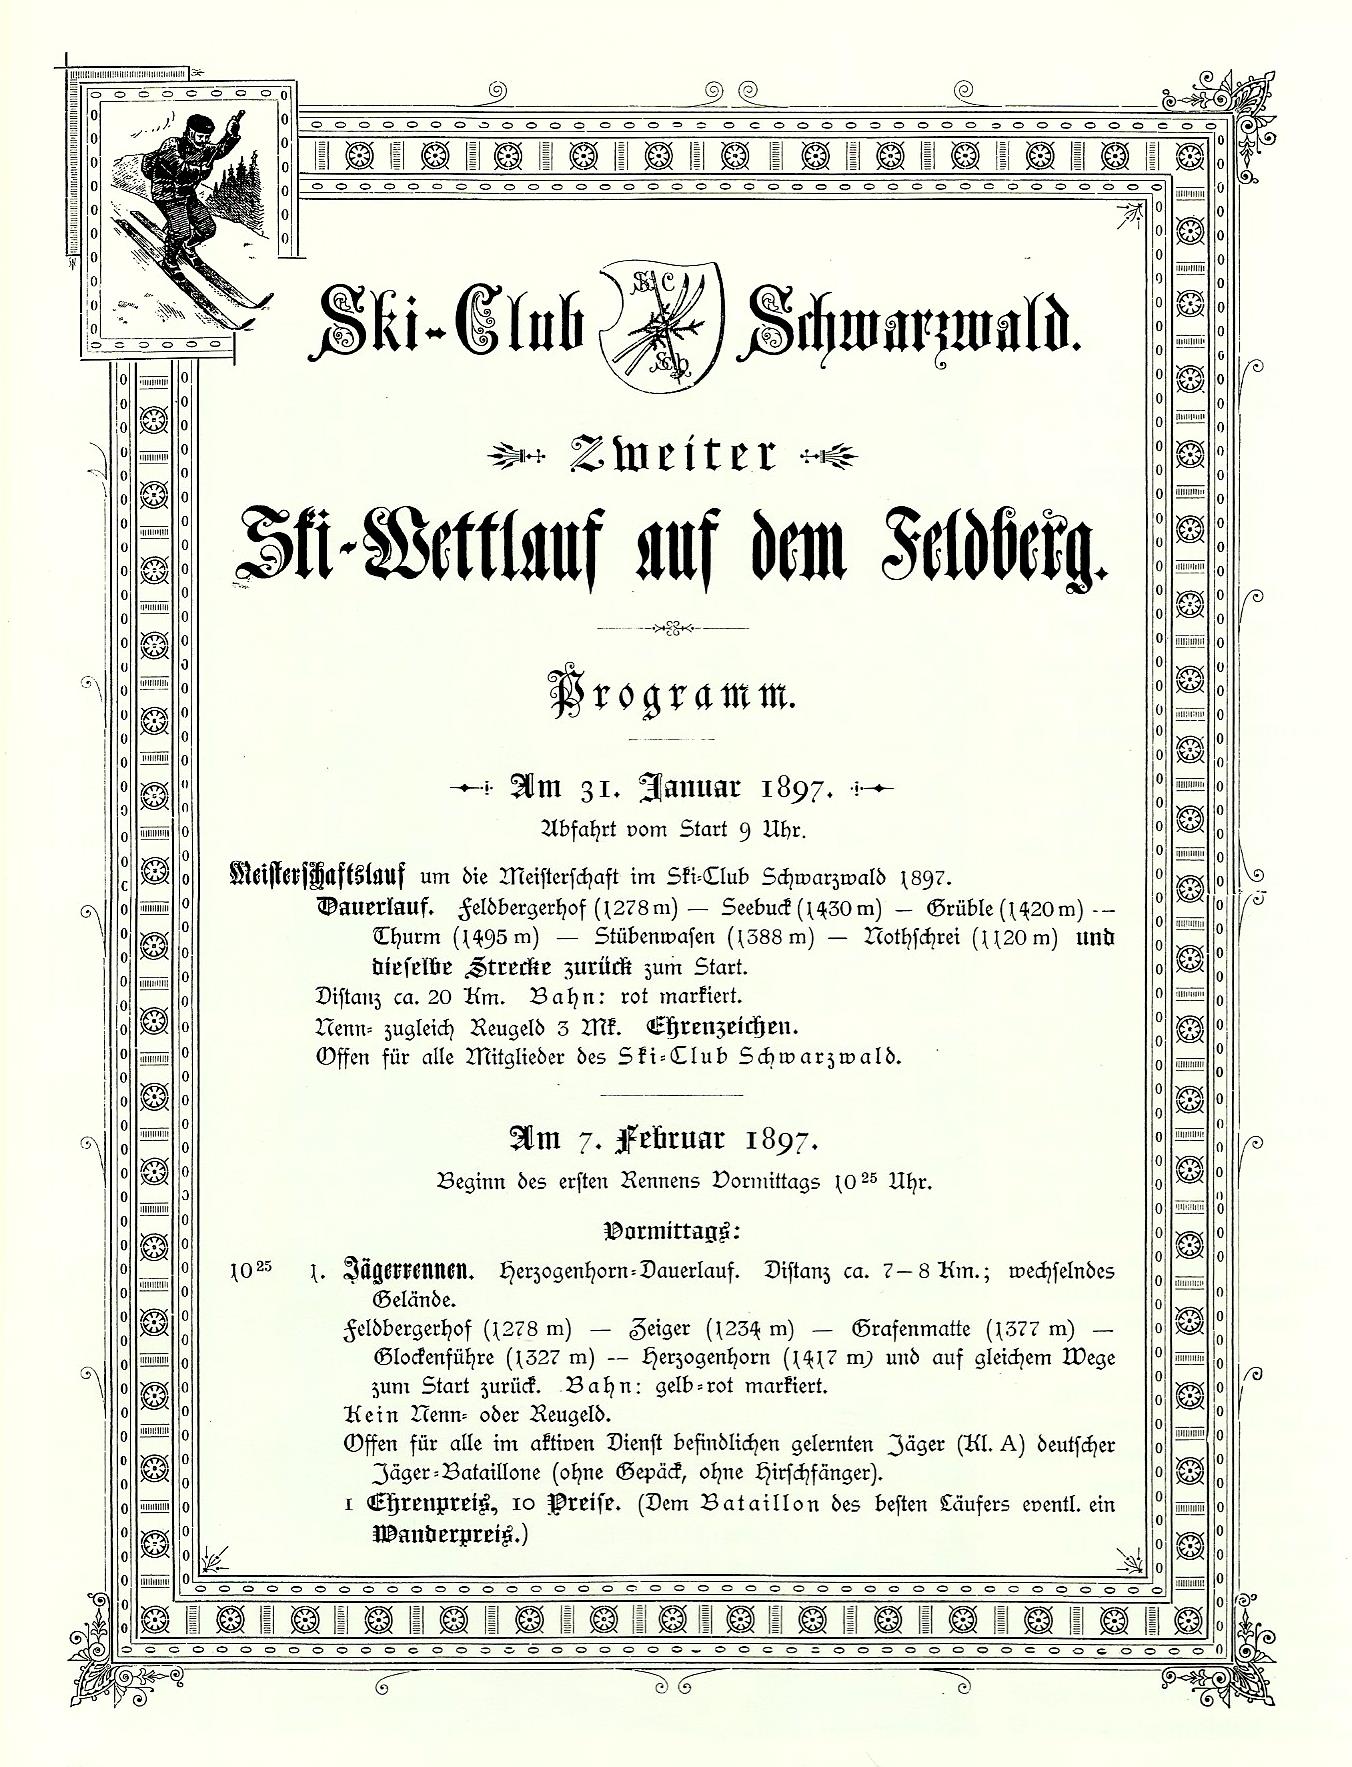 Ski-Club Schwarzwald.
S. C.
Sch.
Zweiter
Ski-Wettlauf auf dem Feldberg.
Programm.
Am 31. Januar 1897.
Abfahrt vom Start 9 Uhr.
Meisterschaftslauf um die Meisterschaft im Ski-Club Schwarzwald 1897.
Dauerlauf. Feldbergerhof (1278 m) — Seebuck (1430 m) — Grüble (1420 m) —
Thurm (1495 m) — Stübenwasen (1388 m) — Nothschrei (1120 m) und
dieselbe Strecke zurück zum Start.
Distanz ca. 20 Km. Bahn: rot markiert.
Nenn- zugleich Reugeld 3 Mk. Ehrenzeichen.
Offen für alle Mitglieder des Ski-Club Schwarzwald.
Am 7. Februar 1897.
Beginn des ersten Rennens Vormittags 10 25 Uhr.
Vormittags:
10 25 1. Jägerrennen. Herzogenhorn-Dauerlauf. Distanz ca. 7—8 Km.; wechselndes
Gelände.
Feldbergerhof (1278 m) — Zeiger (1234 m) — Grafenmatte (1377 m) —
Glockenführe (1327 m) — Herzogenhorn (1417 m) und auf gleichem Wege
zum Start zurück. Bahn: gelb-rot markiert.
Kein Nenn- oder Reugeld.
Offen für alle im aktiven Dienst befindlichen gelernten Jäger (Kl. A) deutscher
Jäger-Bataillone (ohne Gepäck, ohne Hirschfänger).
1 Ehrenpreis, 10 Preise. (Dem Bataillon des besten Läufers eventl. ein
Wanderpreis.)